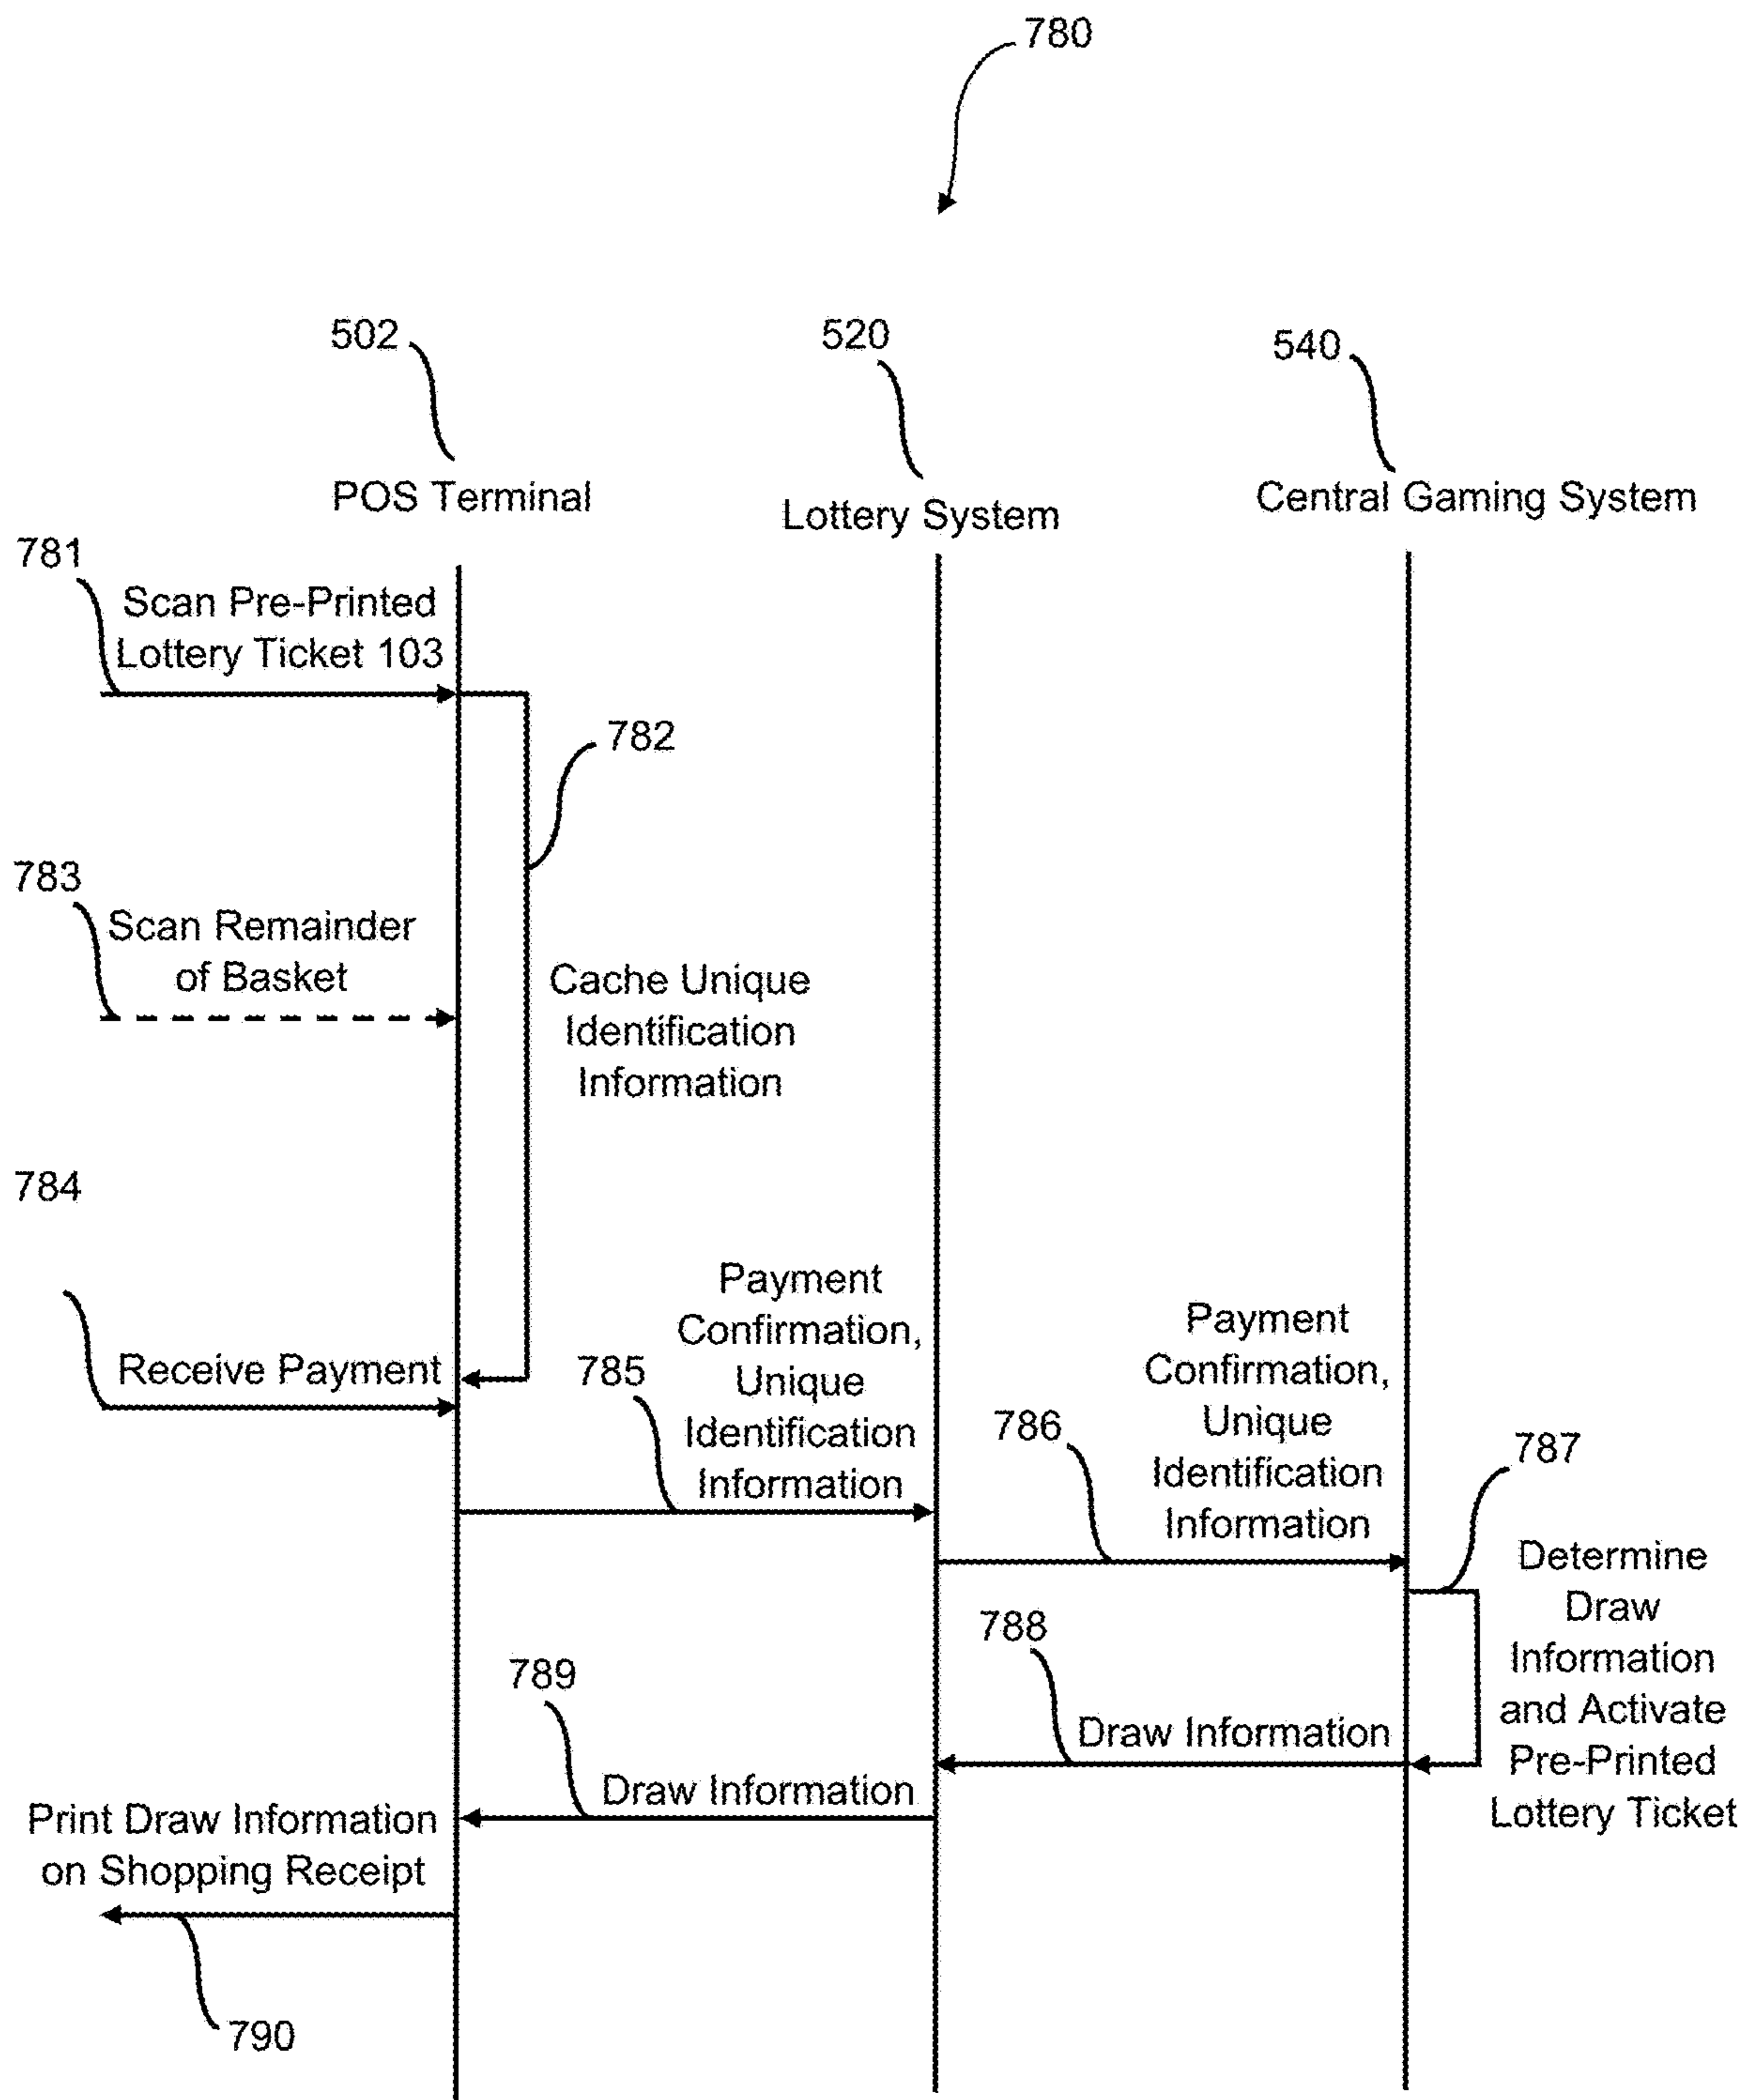 780
502
520
540
POS Terminal
Lottery System
Central Gaming System
781
Scan Pre-Printed
Lottery Ticket 103
782
783
Scan Remainder
of Basket
Cache Unique
Identification
Information
784
Receive Payment
785
Payment
Confirmation,
Unique
Identification
Information
786
Payment
Confirmation,
Unique
Identification
Information
787
Determine
Draw
Information
and Activate
Pre-Printed
Lottery Ticket
788
Draw Information
789
Draw Information
Print Draw Information
on Shopping Receipt
790